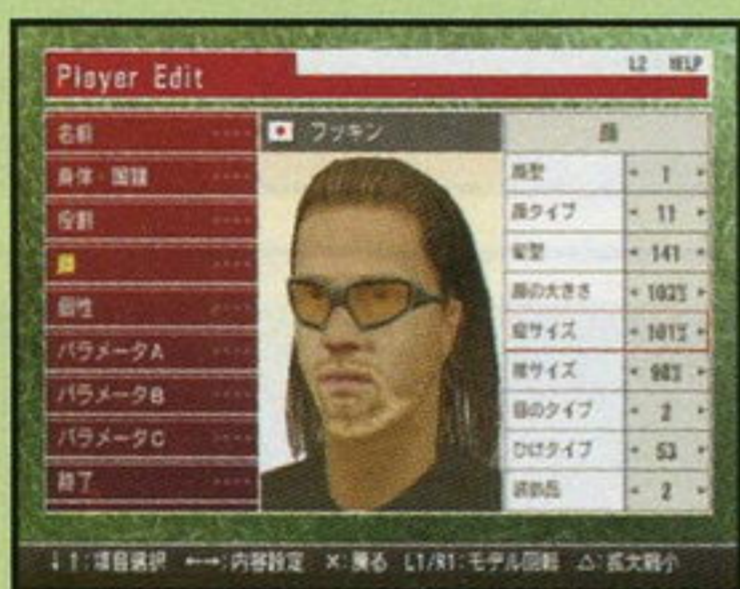 Player Edit
L2 HELP
名前
身体・国籍
役割
顔
個性
パラメータA
パラメータB
パラメータC
終了
フッキン
顔
顔型 1
顔タイプ 11
髪型 141
顔の大きさ 103%
縦サイズ 101%
横サイズ 98%
目のタイプ 2
ひげタイプ 53
装飾品 2
↓↑:項目選択 ←→:内容設定 ×:戻る L1/R1:モデル回転 △:拡大縮小